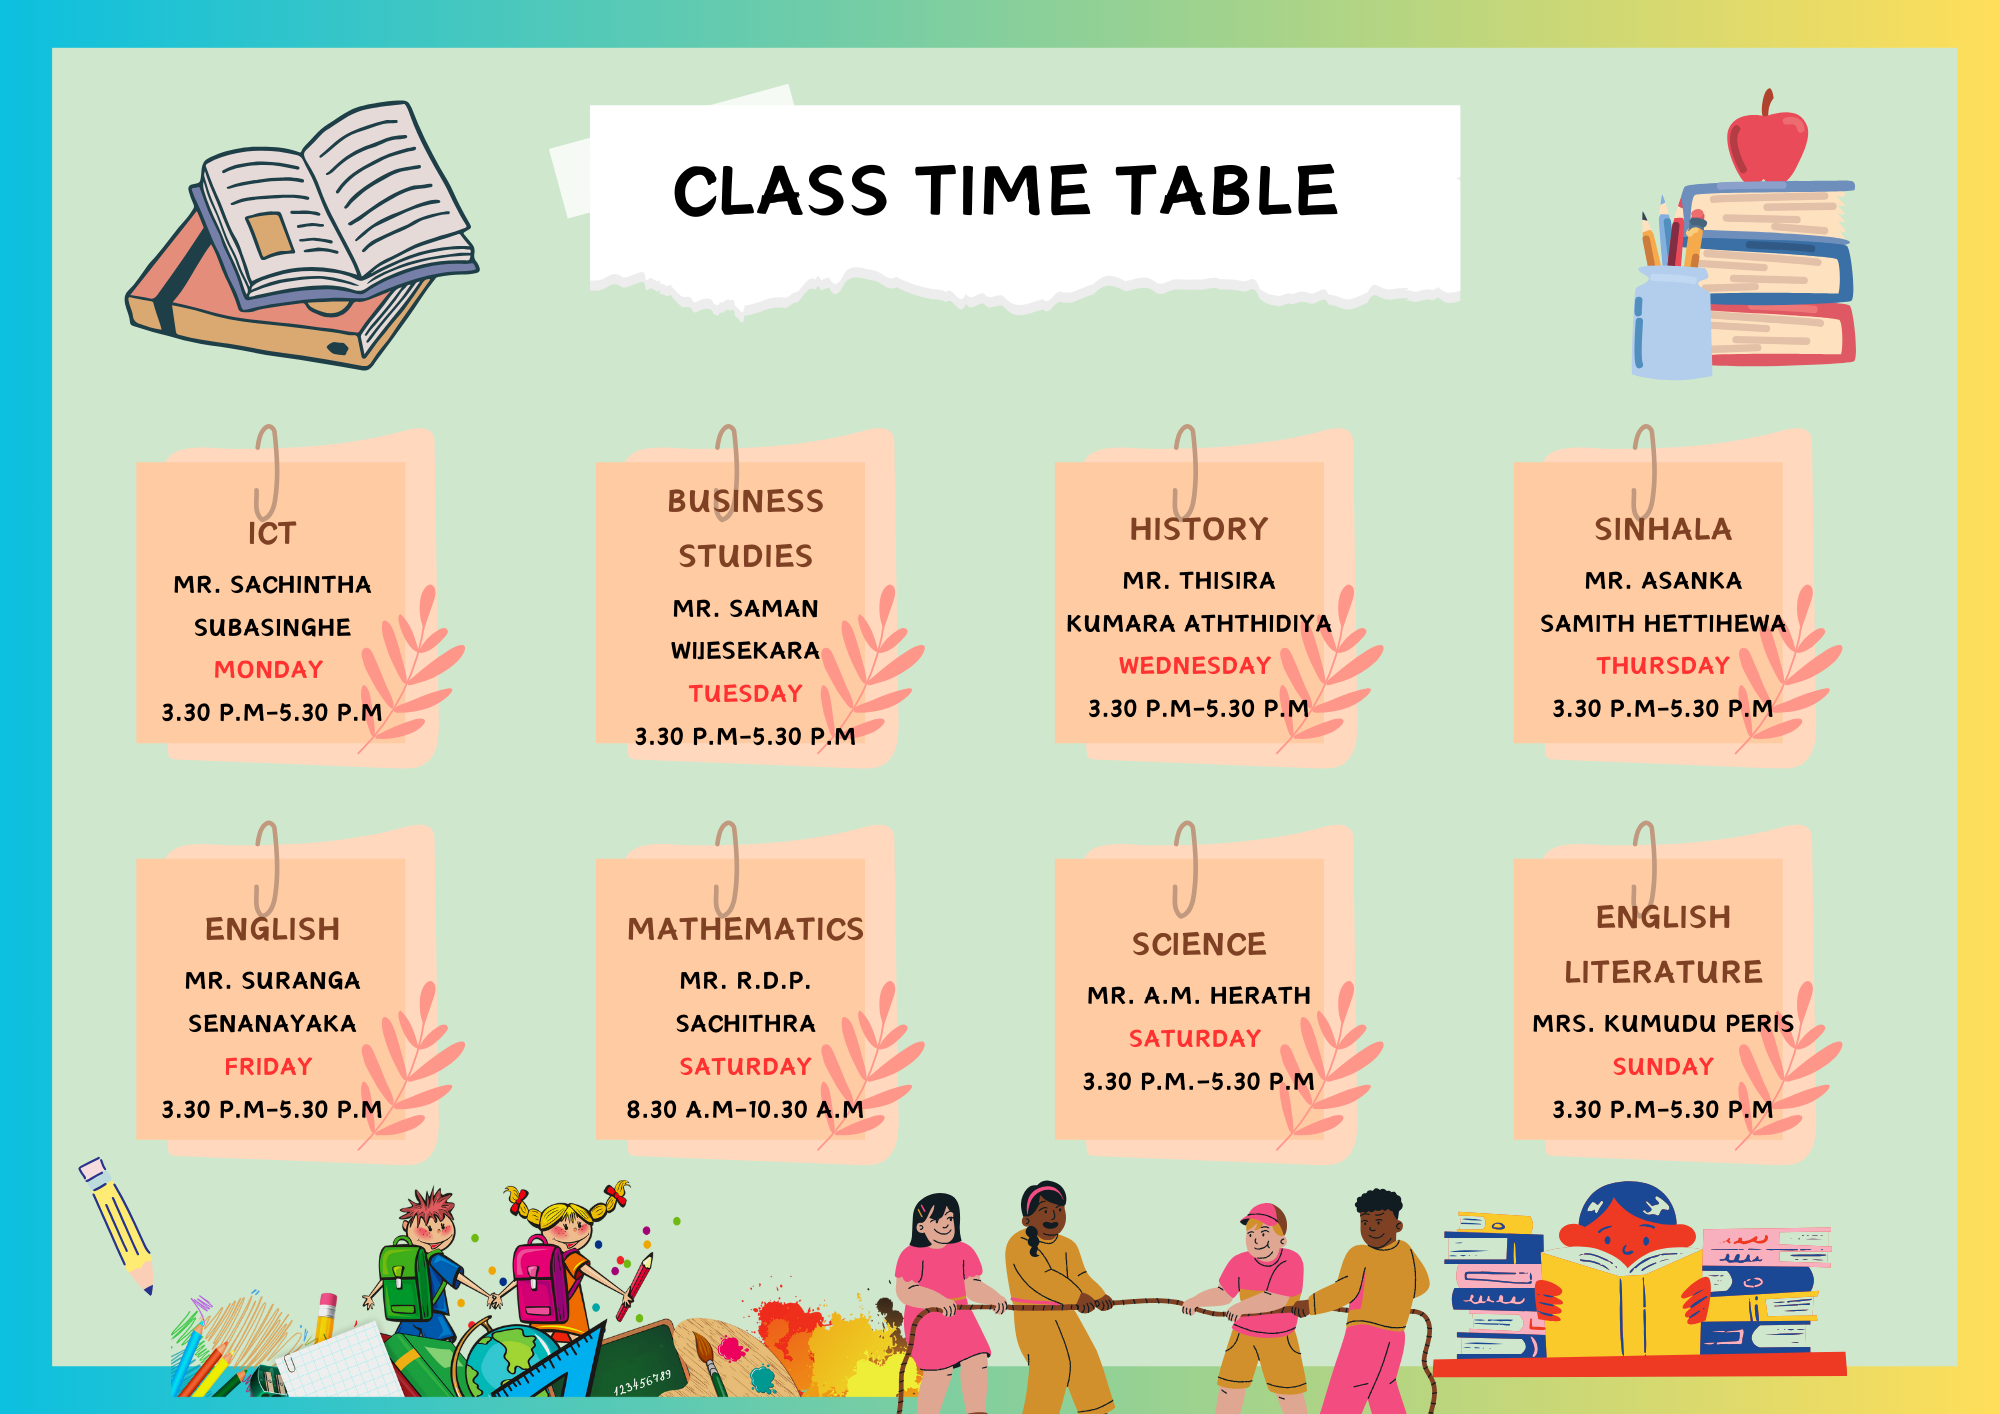 CLASS TIME TABLE
ICT
MR. SACHINTHA
SUBASINGHE
MONDAY
3.30 P.M-5.30 P.M
BUSINESS
STUDIES
MR. SAMAN
WIJESEKARA
TUESDAY
3.30 P.M-5.30 P.M
HISTORY
MR. THISIRA
KUMARA ATHTHIDIYA
WEDNESDAY
3.30 P.M-5.30 P.M
SINHALA
MR. ASANKA
SAMITH HETTIHEWA
THURSDAY
3.30 P.M-5.30 P.M
ENGLISH
MR. SURANGA
SENANAYAKA
FRIDAY
3.30 P.M-5.30 P.M
MATHEMATICS
MR. R.D.P.
SACHITHRA
SATURDAY
8.30 A.M-10.30 A.M
SCIENCE
MR. A.M. HERATH
SATURDAY
3.30 P.M.-5.30 P.M
ENGLISH
LITERATURE
MRS. KUMUDU PERIS
SUNDAY
3.30 P.M-5.30 P.M
123456789